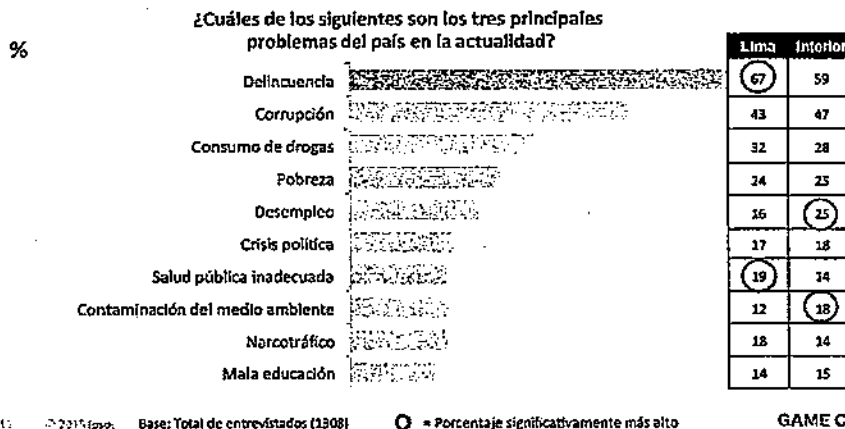 ¿Cuáles de los siguientes son los tres principales
problemas del país en la actualidad?
%
Lima Interior
Delincuencia 67 59
Corrupción 43 47
Consumo de drogas 32 28
Pobreza 24 25
Desempleo 16 25
Crisis política 17 18
Salud pública inadecuada 19 14
Contaminación del medio ambiente 12 18
Narcotráfico 18 14
Mala educación 14 15
Base: Total de entrevistados (1308) = Porcentaje significativamente más alto GAME C